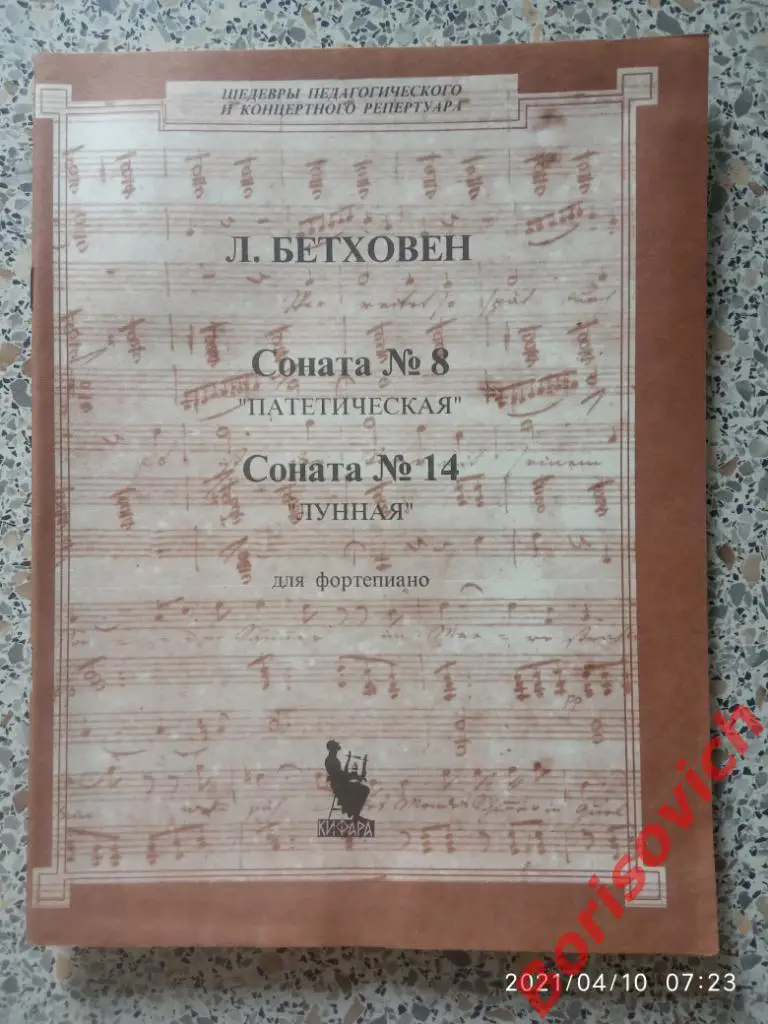 ШЕДЕВРЫ ПЕДАГОГИЧЕСКОГО
И КОНЦЕРТНОГО РЕПЕРТУАРА
Л. БЕТХОВЕН
Соната № 8
"ПАТЕТИЧЕСКАЯ"
Соната № 14
"ЛУННАЯ"
для фортепиано
pp
КИФАРА
Borisovich
2021/04/10 07:23